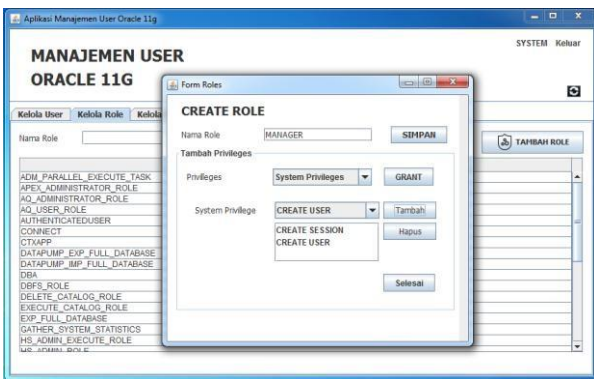 Aplikasi Manajemen User Oracle 11g
SYSTEM Keluar
MANAJEMEN USER
ORACLE 11G
Kelola User Kelola Role Kelola
Nama Role
TAMBAH ROLE
ADM_PARALLEL_EXECUTE_TASK
APEX_ADMINISTRATOR_ROLE
AQ_ADMINISTRATOR_ROLE
AQ_USER_ROLE
AUTHENTICATEDUSER
CONNECT
CTXAPP
DATAPUMP_EXP_FULL_DATABASE
DATAPUMP_IMP_FULL_DATABASE
DBA
DBFS_ROLE
DELETE_CATALOG_ROLE
EXECUTE_CATALOG_ROLE
EXP_FULL_DATABASE
GATHER_SYSTEM_STATISTICS
HS_ADMIN_EXECUTE_ROLE
HS_ADMIN_ROLE
Form Roles
CREATE ROLE
Nama Role MANAGER SIMPAN
Tambah Privileges
Privileges System Privileges GRANT
System Privilege CREATE USER Tambah
CREATE SESSION
CREATE USER
Hapus
Selesai